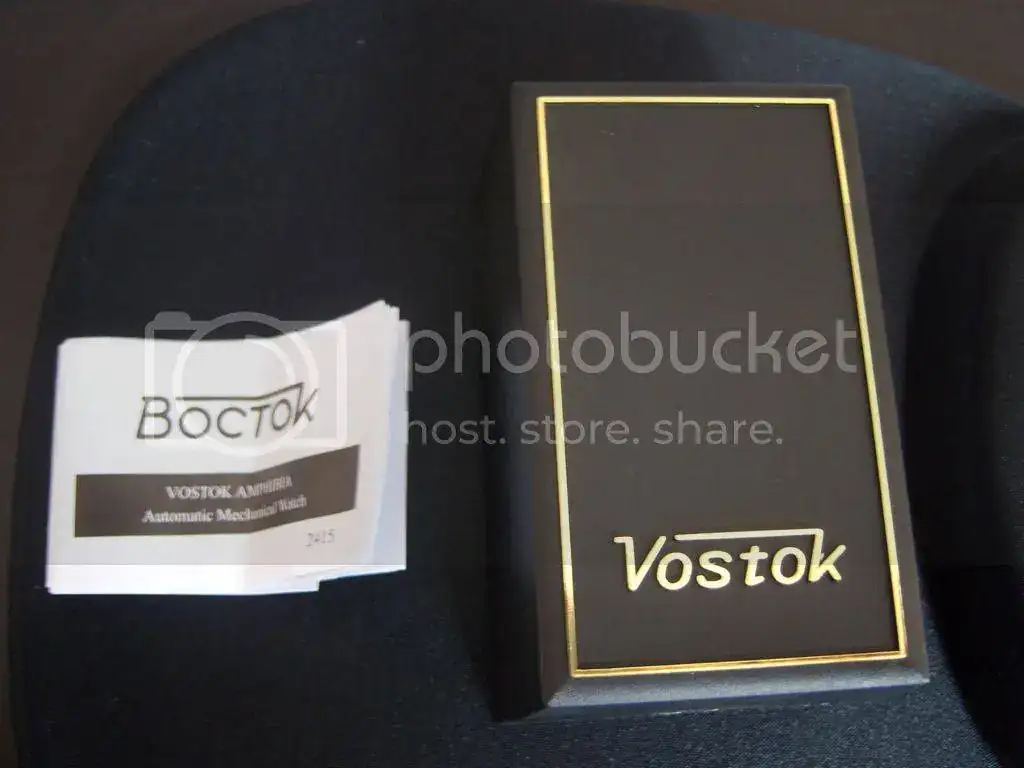 Восток
VOSTOK AMPHIBIA
Automatic Mechanical Watch
2415
Vostok
photobucket
host. store. share.